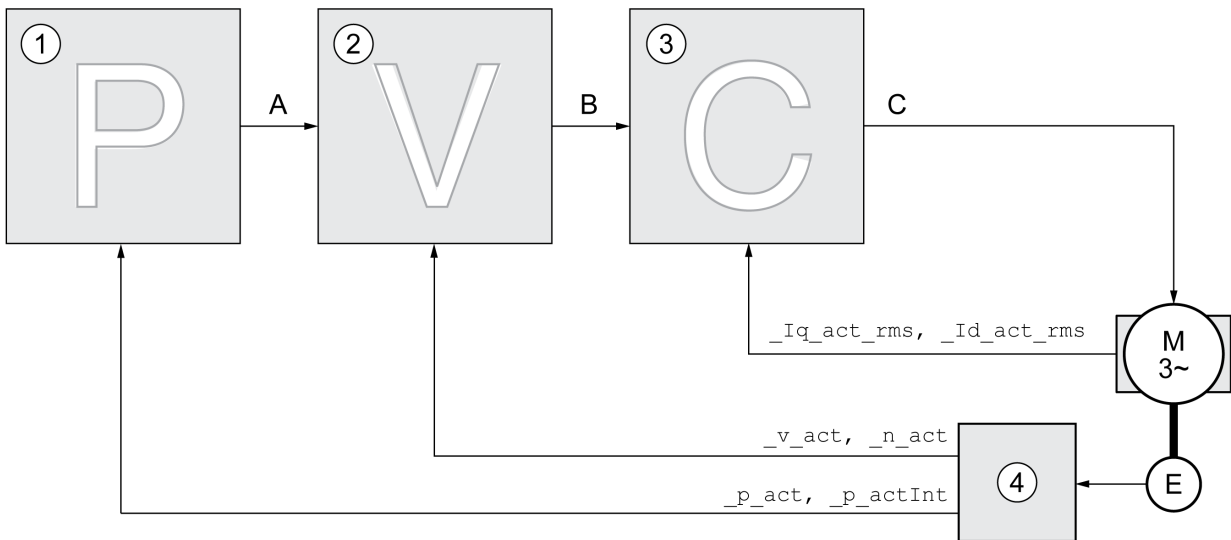 1
P
A
2
V
B
3
C
C
_Iq_act_rms, _Id_act_rms
M
3~
_v_act, _n_act
_p_act, _p_actInt
4
E